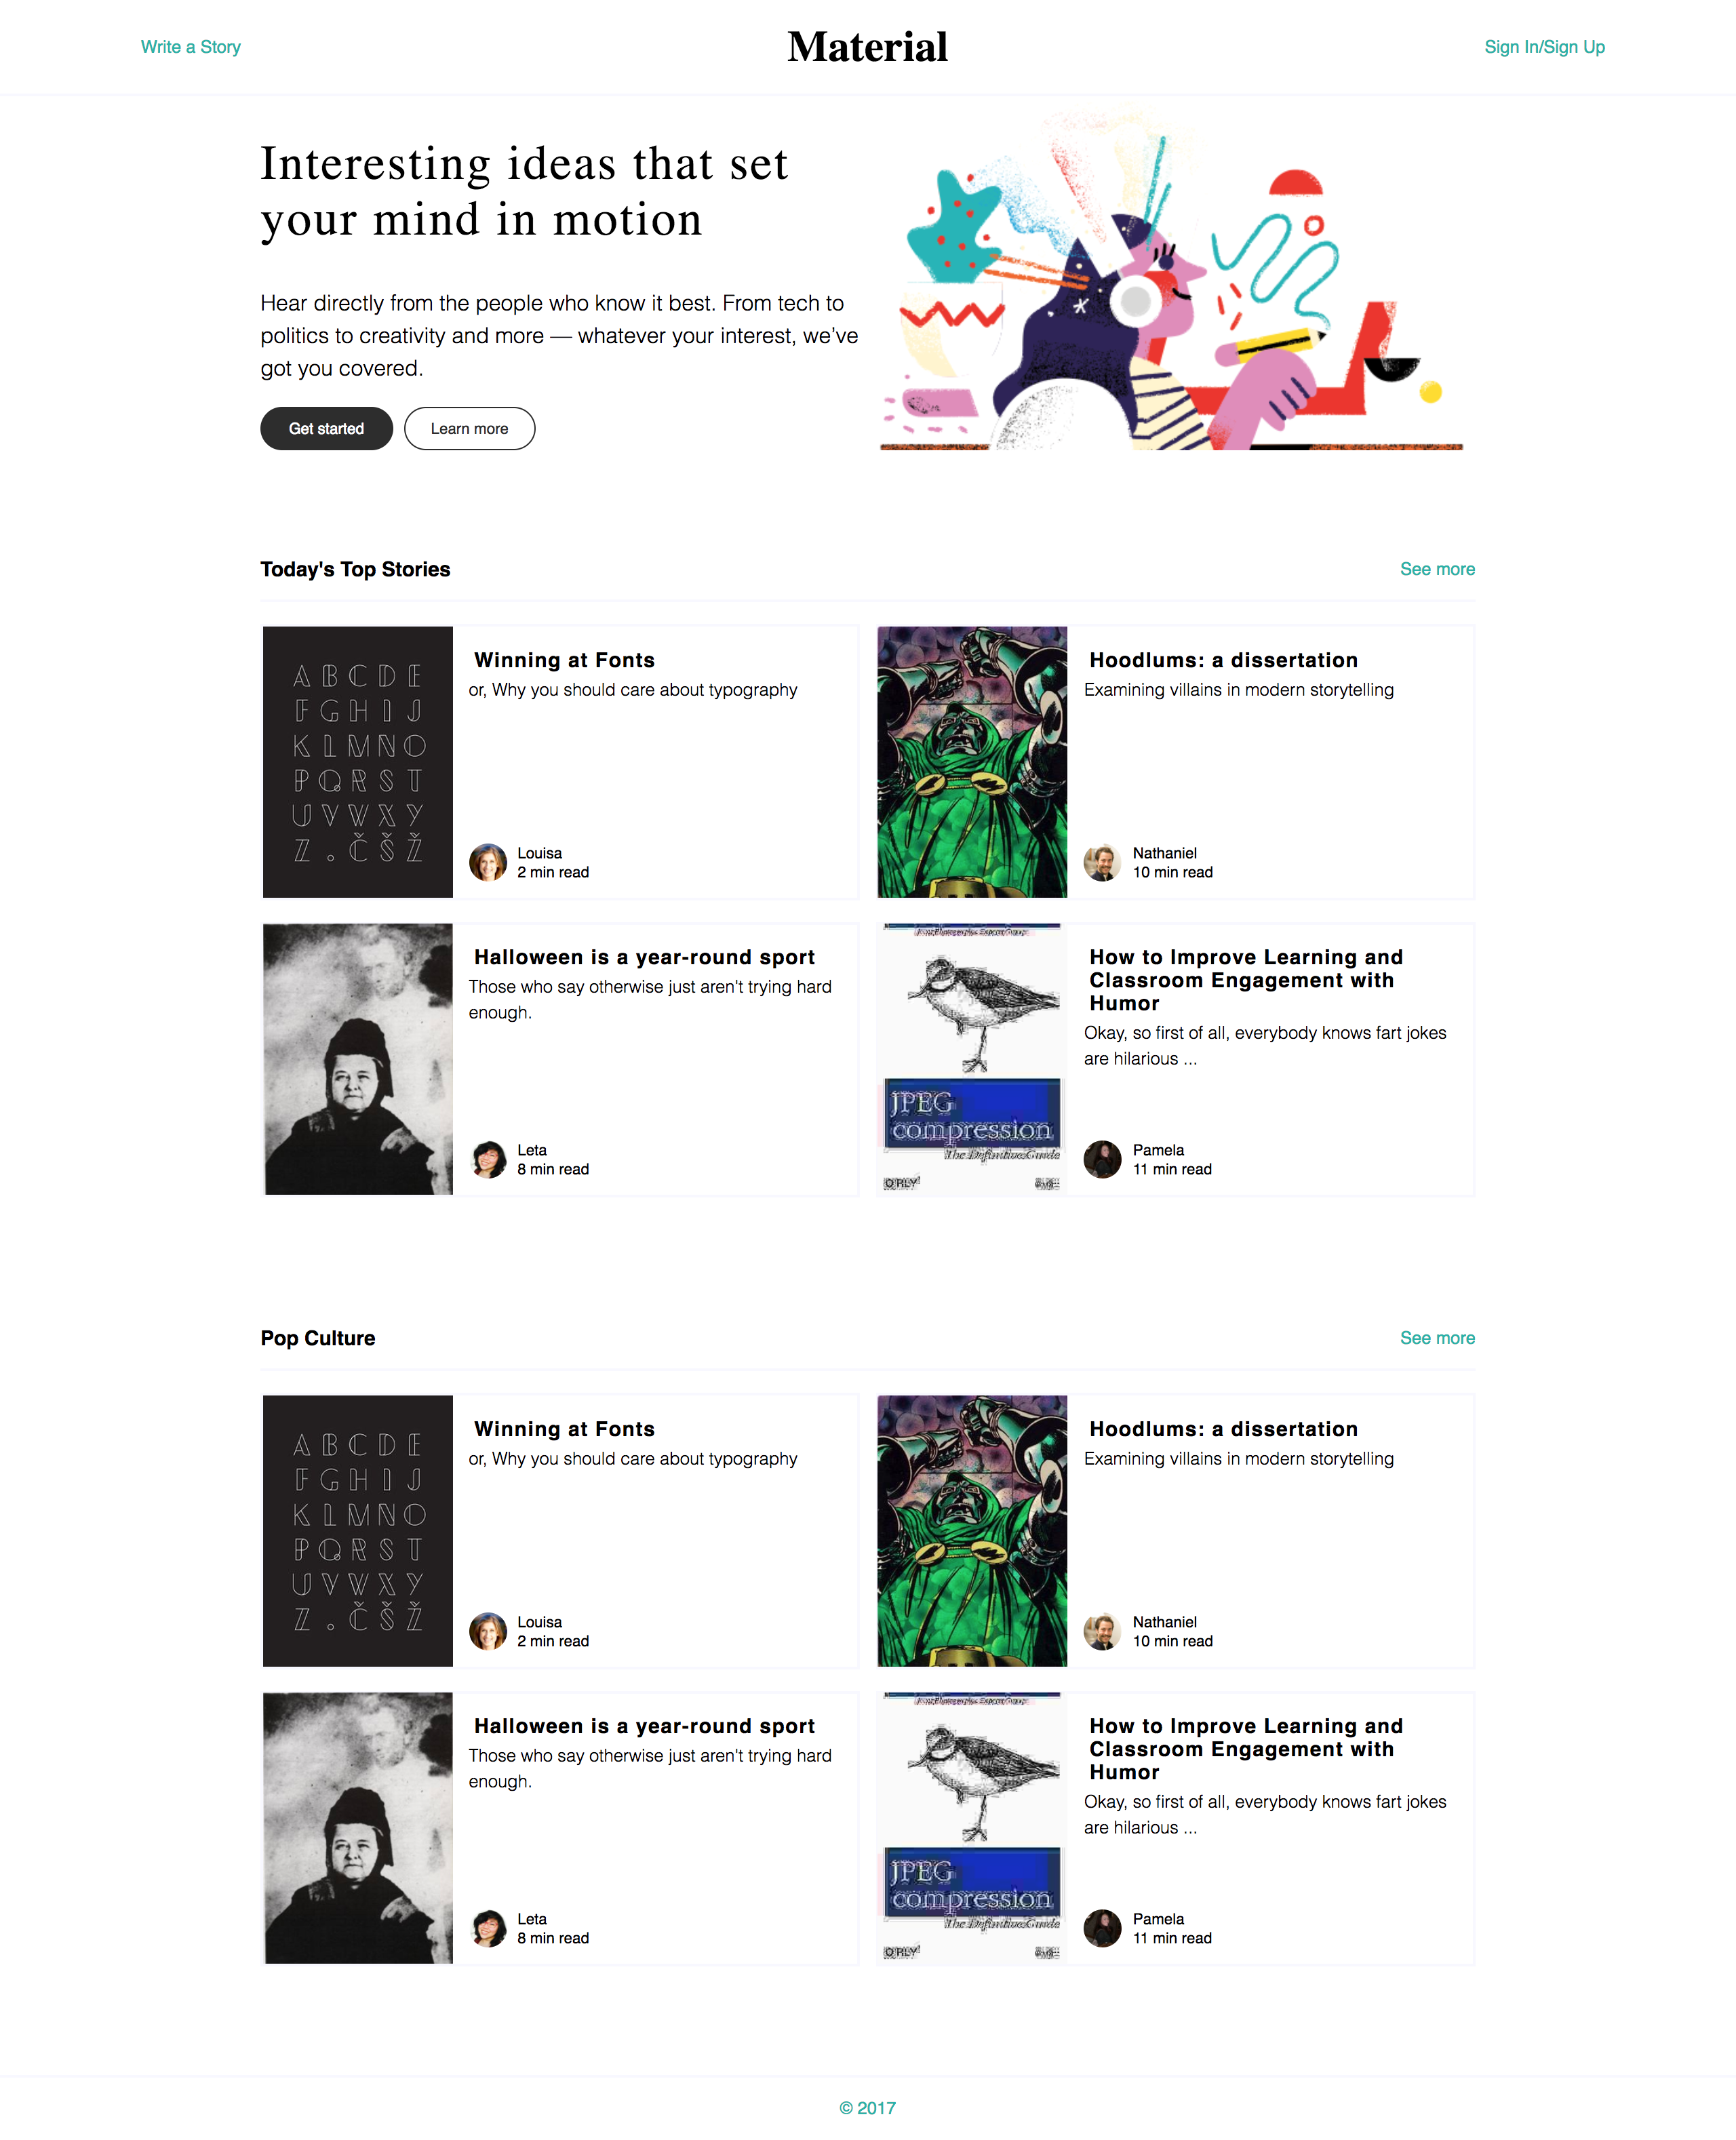 Write a Story
Material
Sign In/Sign Up
Interesting ideas that set
your mind in motion
Hear directly from the people who know it best. From tech to
politics to creativity and more — whatever your interest, we’ve
got you covered.
Get started
Learn more
Today's Top Stories
See more
A B C D E
F G H I J
K L M N O
P Q R S T
U V W X Y
Z . Č Š Ž
Winning at Fonts
or, Why you should care about typography
Louisa
2 min read
Hoodlums: a dissertation
Examining villains in modern storytelling
Nathaniel
10 min read
Halloween is a year-round sport
Those who say otherwise just aren't trying hard
enough.
Leta
8 min read
JPEG
compression
The Definitive Guide
O RLY
How to Improve Learning and
Classroom Engagement with
Humor
Okay, so first of all, everybody knows fart jokes
are hilarious ...
Pamela
11 min read
Pop Culture
See more
A B C D E
F G H I J
K L M N O
P Q R S T
U V W X Y
Z . Č Š Ž
Winning at Fonts
or, Why you should care about typography
Louisa
2 min read
Hoodlums: a dissertation
Examining villains in modern storytelling
Nathaniel
10 min read
Halloween is a year-round sport
Those who say otherwise just aren't trying hard
enough.
Leta
8 min read
JPEG
compression
The Definitive Guide
O RLY
How to Improve Learning and
Classroom Engagement with
Humor
Okay, so first of all, everybody knows fart jokes
are hilarious ...
Pamela
11 min read
© 2017